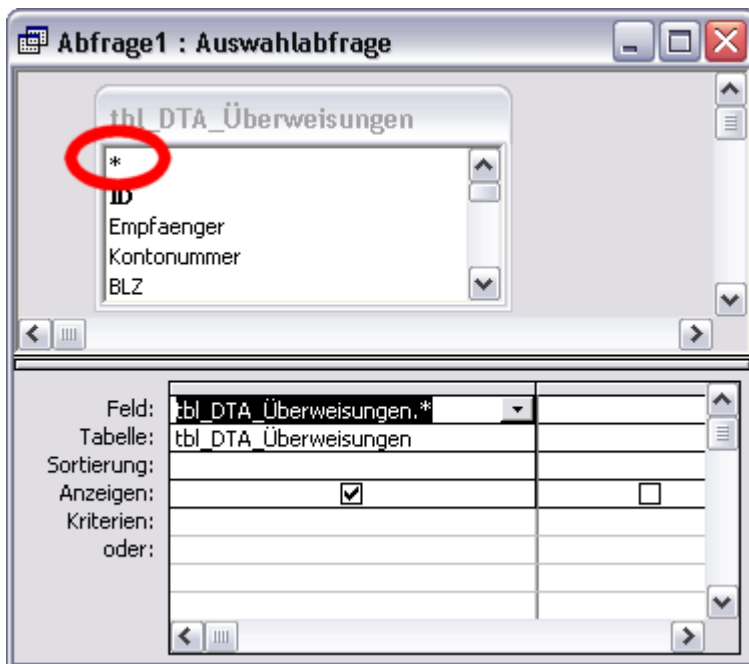 Abfrage1 : Auswahlabfrage
tbl_DTA_Überweisungen
*
ID
Empfaenger
Kontonummer
BLZ
Feld: tbl_DTA_Überweisungen.*
Tabelle: tbl_DTA_Überweisungen
Sortierung:
Anzeigen:
Kriterien:
oder: